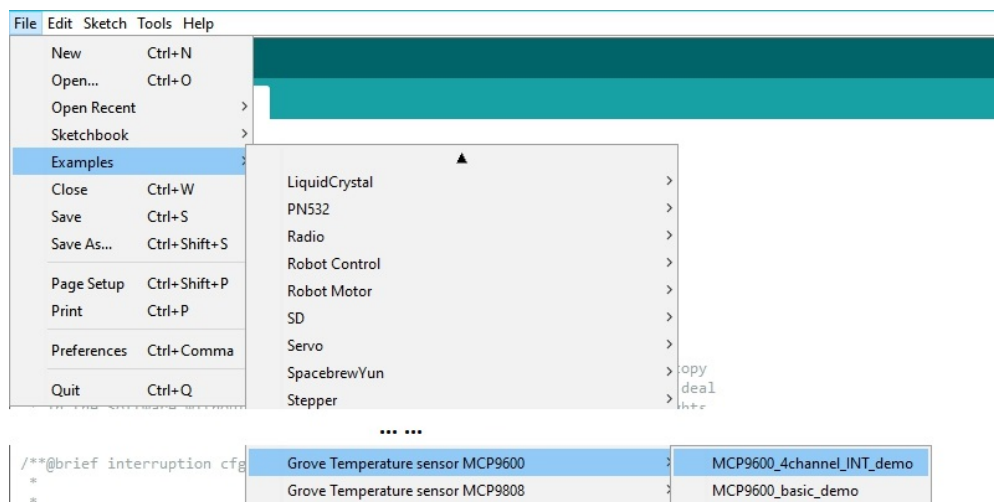 File Edit Sketch Tools Help
New Ctrl+N
Open... Ctrl+O
Open Recent
Sketchbook
Examples
Close Ctrl+W
Save Ctrl+S
Save As... Ctrl+Shift+S
Page Setup Ctrl+Shift+P
Print Ctrl+P
Preferences Ctrl+Comma
Quit Ctrl+Q
LiquidCrystal
PN532
Radio
Robot Control
Robot Motor
SD
Servo
SpacebrewYun
Stepper
deal
... ...
/**@brief interruption cfg
*
*
Grove Temperature sensor MCP9600
Grove Temperature sensor MCP9808
MCP9600_4channel_INT_demo
MCP9600_basic_demo